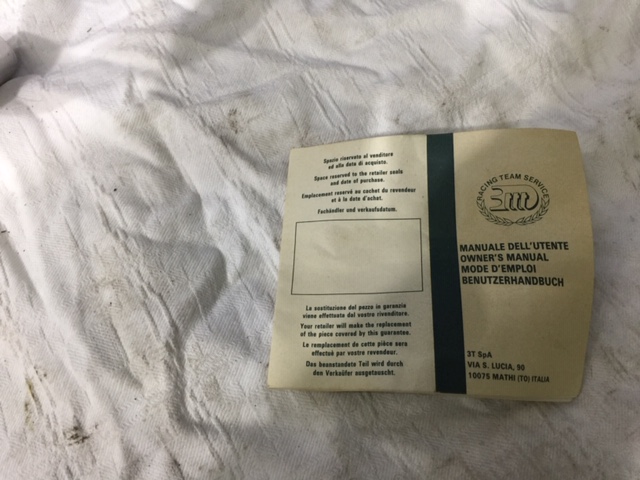 Spazio riservato al venditore
ed alla data di acquisto.
Space reserved to the retailer seals
and date of purchase.
Emplacement reservé au cachet du revendeur
et à la date d'achat.
Fachändler und verkaufsdatum.
La sostituzione del pezzo in garanzia
viene effettuata dal vostro rivenditore.
Your retailer will make the replacement
of the piece covered by this guarantee.
Le remplacement de cette pièce sera
effectué par votre revendeur.
Das beanstandete Teil wird durch
den Verkäufer ausgetauscht.
RACING TEAM SERVICE
MANUALE DELL'UTENTE
OWNER'S MANUAL
MODE D'EMPLOI
BENUTZERHANDBUCH
3T SpA
VIA S. LUCIA, 90
10075 MATHI (TO) ITALIA